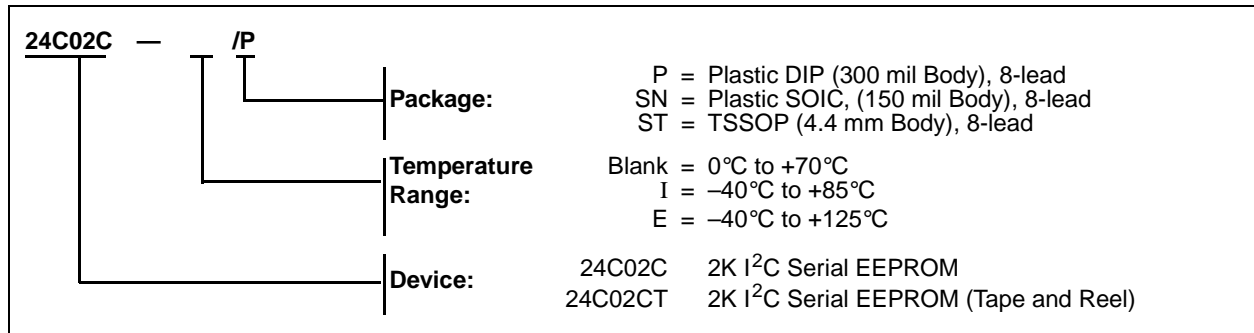 24C02C — /P
Package: P = Plastic DIP (300 mil Body), 8-lead
SN = Plastic SOIC, (150 mil Body), 8-lead
ST = TSSOP (4.4 mm Body), 8-lead
Temperature Range: Blank = 0°C to +70°C
I = –40°C to +85°C
E = –40°C to +125°C
Device: 24C02C 2K I²C Serial EEPROM
24C02CT 2K I²C Serial EEPROM (Tape and Reel)